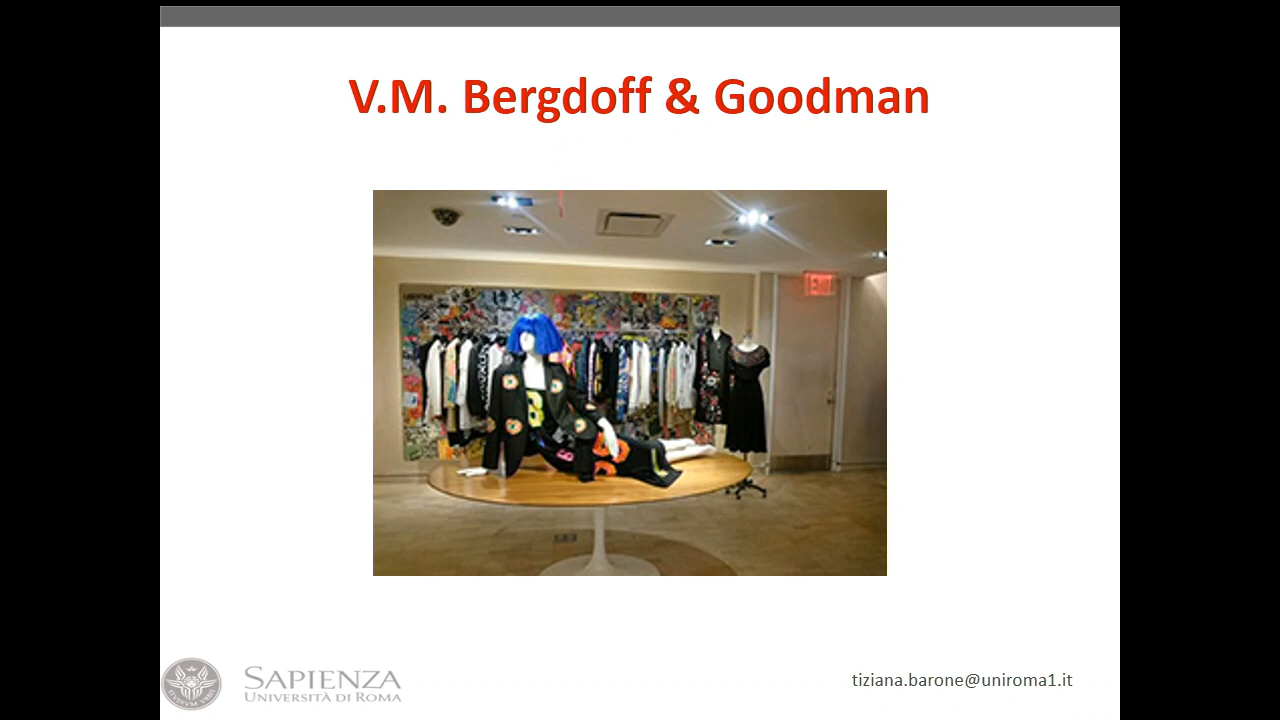 V.M. Bergdoff & Goodman
SAPIENZA
UNIVERSITÀ DI ROMA
tiziana.barone@uniroma1.it